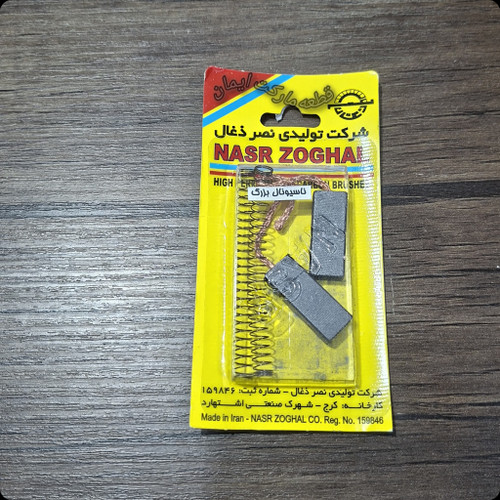 قطعه مارکت ایمان
شرکت تولیدی نصر ذغال
NASR ZOGHAL
HIGH BRUSHES
ناسیونال بزرگ
شرکت تولیدی نصر ذغال - شماره ثبت: ۱۵۹۸۴۶
کارخانه: کرج - شهرک صنعتی اشتهارد
Made in Iran - NASR ZOGHAL CO. Reg. No. 159846